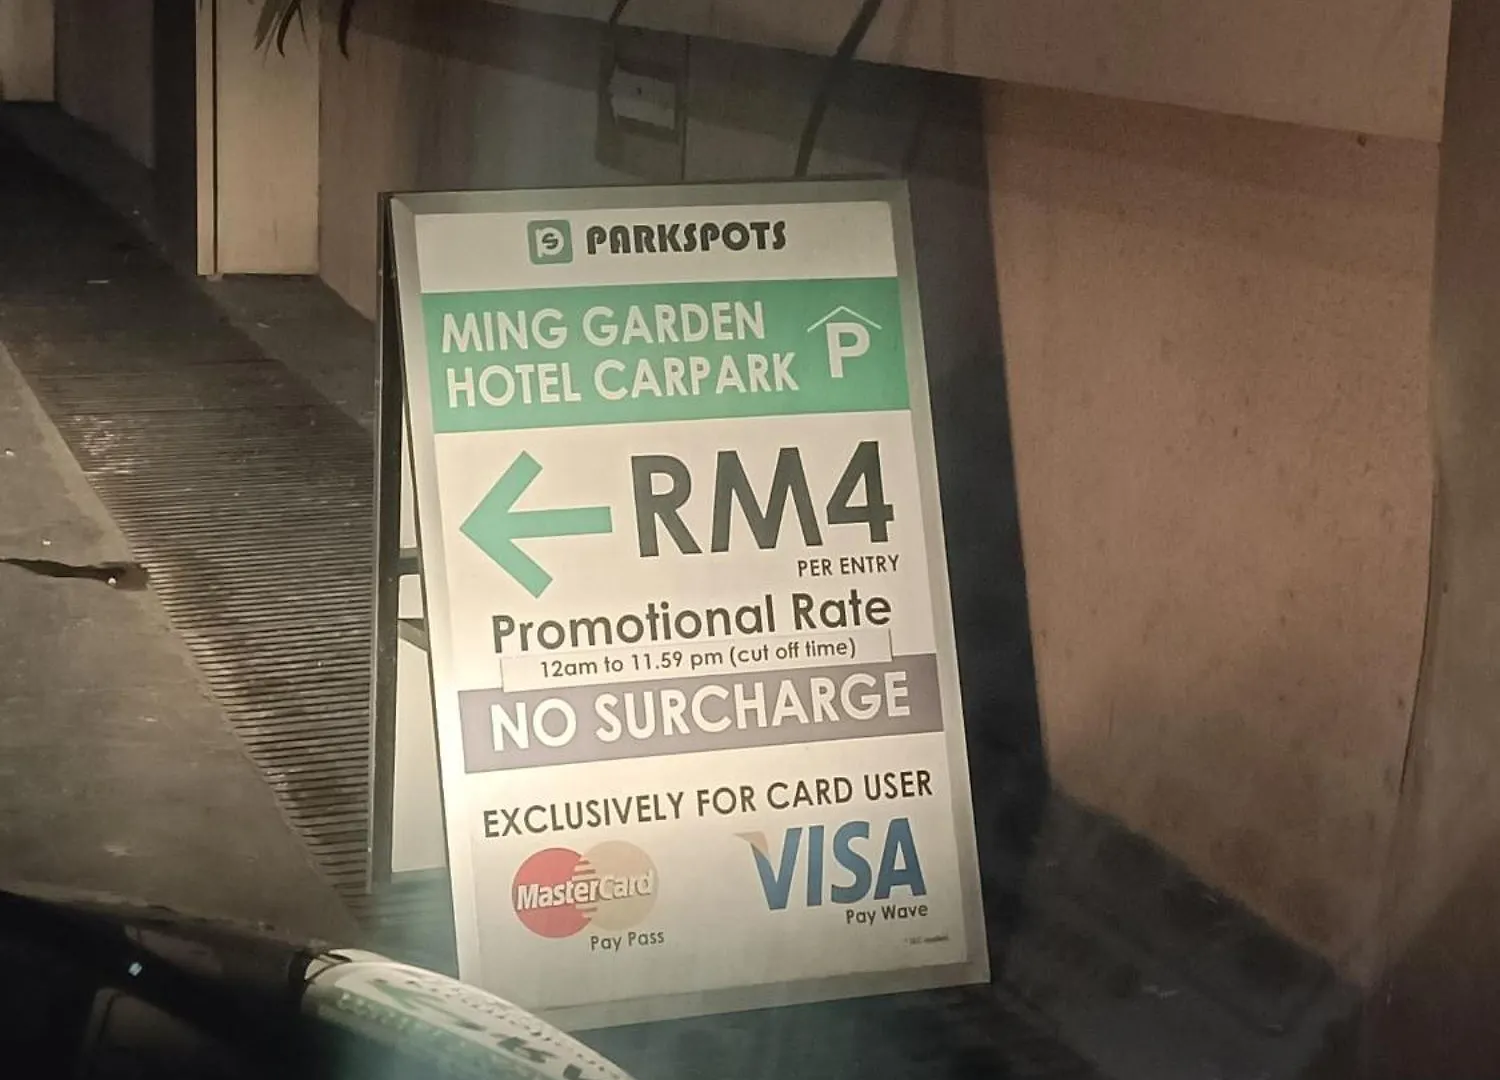 PARKSPOTS
MING GARDEN
HOTEL CARPARK
P
RM4
PER ENTRY
Promotional Rate
12am to 11.59 pm (cut off time)
NO SURCHARGE
EXCLUSIVELY FOR CARD USER
MasterCard
VISA
Pay Pass
Pay Wave